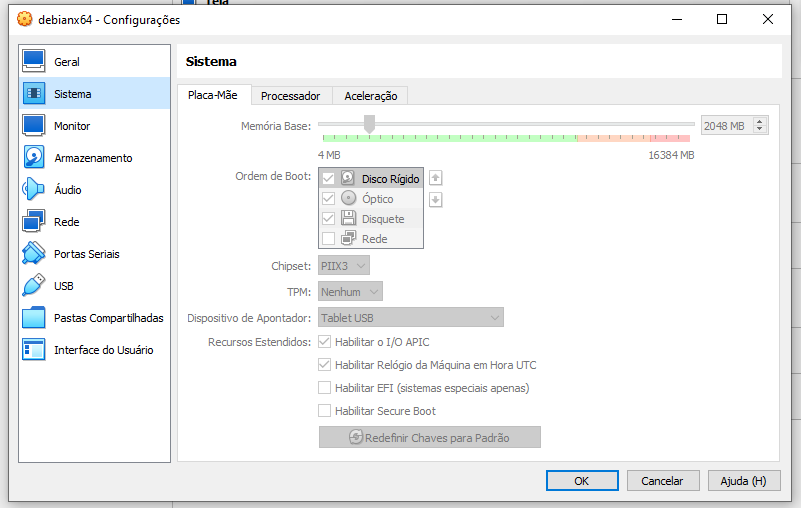 Tela
debianx64 - Configurações
Geral
Sistema
Monitor
Armazenamento
Áudio
Rede
Portas Seriais
USB
Pastas Compartilhadas
Interface do Usuário
Sistema
Placa-Mãe Processador Aceleração
Memória Base: 2048 MB
4 MB 16384 MB
Ordem de Boot: Disco Rígido
Óptico
Disquete
Rede
Chipset: PIIX3
TPM: Nenhum
Dispositivo de Apontador: Tablet USB
Recursos Estendidos: Habilitar o I/O APIC
Habilitar Relógio da Máquina em Hora UTC
Habilitar EFI (sistemas especiais apenas)
Habilitar Secure Boot
Redefinir Chaves para Padrão
OK Cancelar Ajuda (H)